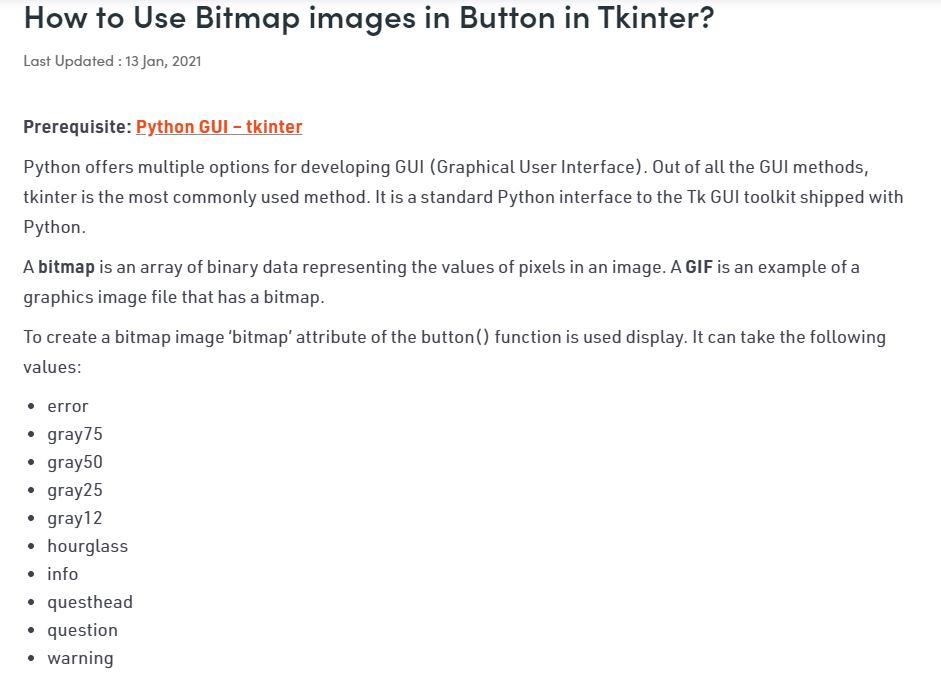 How to Use Bitmap images in Button in Tkinter?
Last Updated : 13 Jan, 2021
Prerequisite: Python GUI – tkinter
Python offers multiple options for developing GUI (Graphical User Interface). Out of all the GUI methods,
tkinter is the most commonly used method. It is a standard Python interface to the Tk GUI toolkit shipped with
Python.
A bitmap is an array of binary data representing the values of pixels in an image. A GIF is an example of a
graphics image file that has a bitmap.
To create a bitmap image ‘bitmap’ attribute of the button() function is used display. It can take the following
values:
• error
• gray75
• gray50
• gray25
• gray12
• hourglass
• info
• questhead
• question
• warning